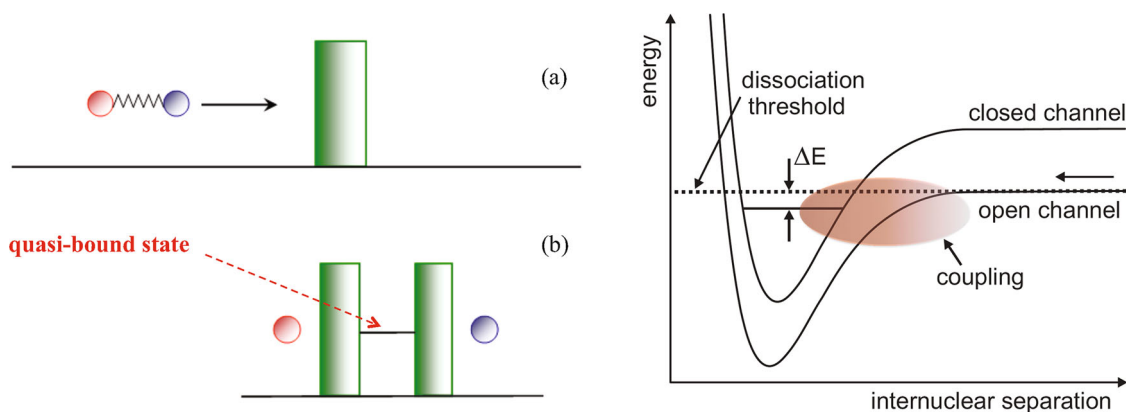 (a)
quasi-bound state
(b)
energy
dissociation
threshold
closed channel
ΔE
open channel
coupling
internuclear separation